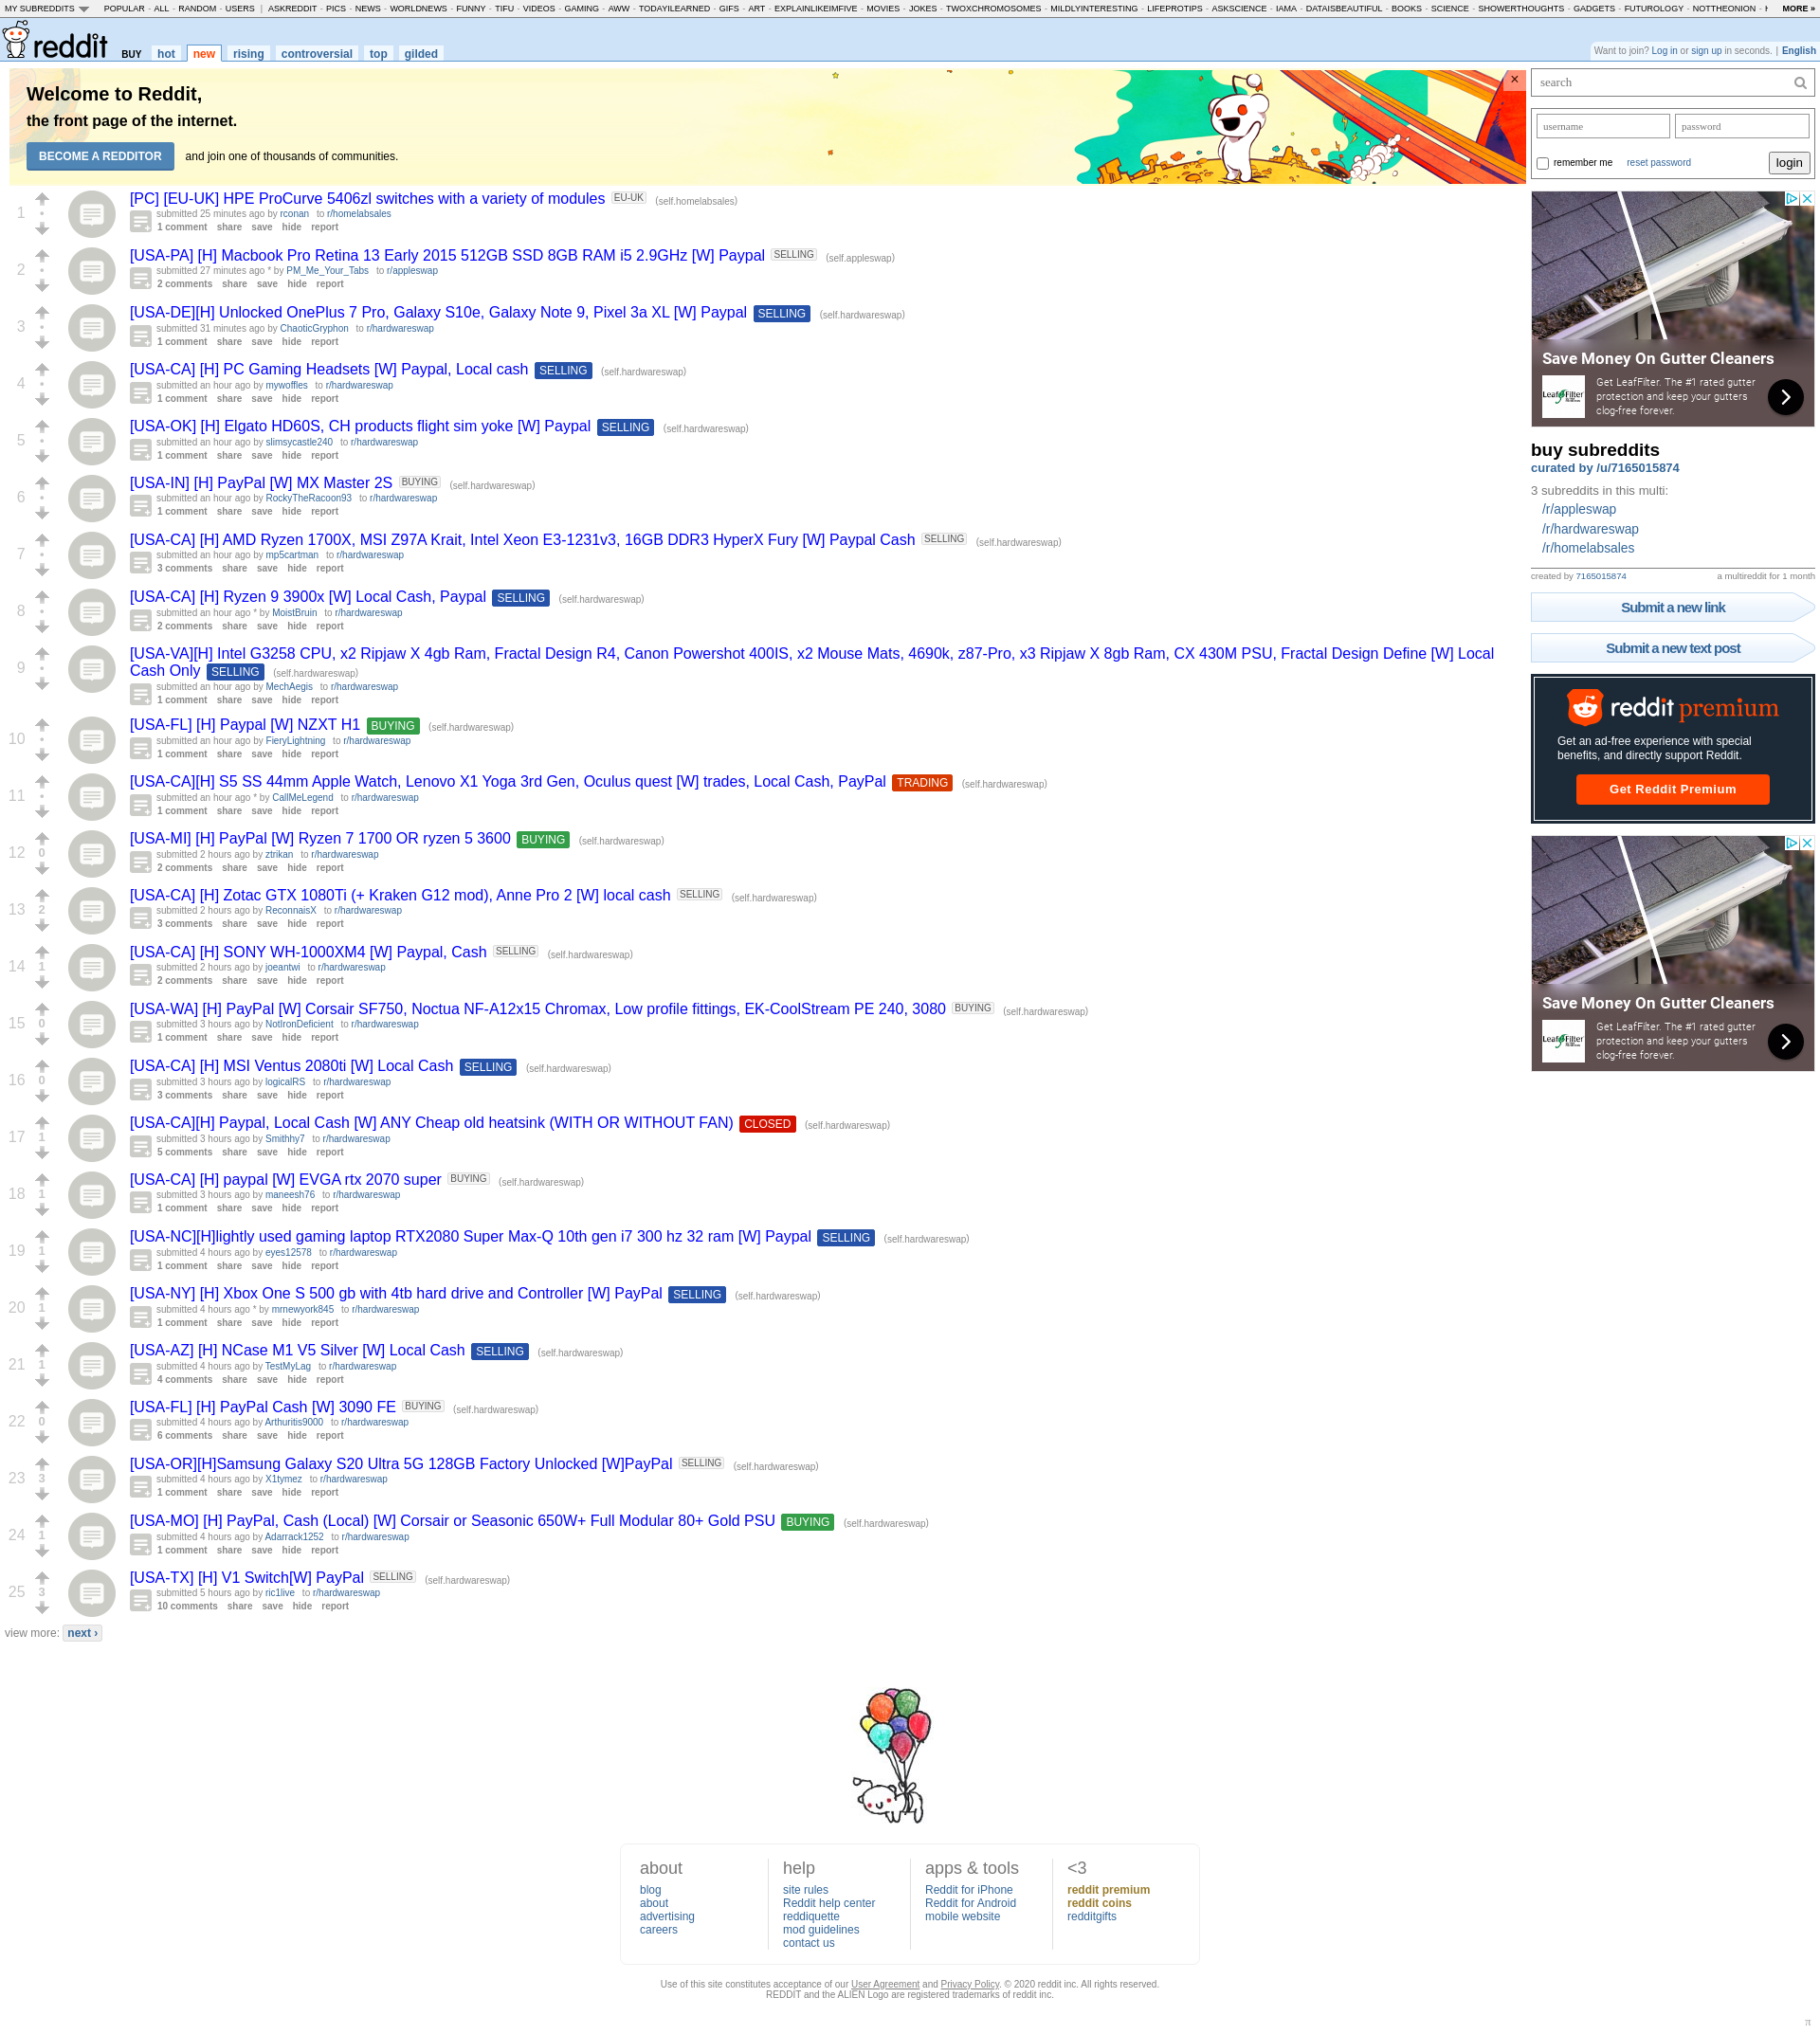 MY SUBREDDITS POPULAR - ALL - RANDOM - USERS | ASKREDDIT - PICS - NEWS - WORLDNEWS - FUNNY - TIFU - VIDEOS - GAMING - AWW - TODAYILEARNED - GIFS - ART - EXPLAINLIKEIMFIVE - MOVIES - JOKES - TWOXCHROMOSOMES - MILDLYINTERESTING - LIFEPROTIPS - ASKSCIENCE - IAMA - DATAISBEAUTIFUL - BOOKS - SCIENCE - SHOWERTHOUGHTS - GADGETS - FUTUROLOGY - NOTTHEONION - MORE »
reddit BUY hot new rising controversial top gilded
Want to join? Log in or sign up in seconds. | English
Welcome to Reddit,
the front page of the internet.
BECOME A REDDITOR and join one of thousands of communities.
×
1
[PC] [EU-UK] HPE ProCurve 5406zl switches with a variety of modules EU-UK (self.homelabsales)
submitted 25 minutes ago by rconan to r/homelabsales
1 comment share save hide report
2
[USA-PA] [H] Macbook Pro Retina 13 Early 2015 512GB SSD 8GB RAM i5 2.9GHz [W] Paypal SELLING (self.appleswap)
submitted 27 minutes ago * by PM_Me_Your_Tabs to r/appleswap
2 comments share save hide report
3
[USA-DE][H] Unlocked OnePlus 7 Pro, Galaxy S10e, Galaxy Note 9, Pixel 3a XL [W] Paypal SELLING (self.hardwareswap)
submitted 31 minutes ago by ChaoticGryphon to r/hardwareswap
1 comment share save hide report
4
[USA-CA] [H] PC Gaming Headsets [W] Paypal, Local cash SELLING (self.hardwareswap)
submitted an hour ago by mywoffles to r/hardwareswap
1 comment share save hide report
5
[USA-OK] [H] Elgato HD60S, CH products flight sim yoke [W] Paypal SELLING (self.hardwareswap)
submitted an hour ago by slimsycastle240 to r/hardwareswap
1 comment share save hide report
6
[USA-IN] [H] PayPal [W] MX Master 2S BUYING (self.hardwareswap)
submitted an hour ago by RockyTheRacoon93 to r/hardwareswap
1 comment share save hide report
7
[USA-CA] [H] AMD Ryzen 1700X, MSI Z97A Krait, Intel Xeon E3-1231v3, 16GB DDR3 HyperX Fury [W] Paypal Cash SELLING (self.hardwareswap)
submitted an hour ago by mp5cartman to r/hardwareswap
3 comments share save hide report
8
[USA-CA] [H] Ryzen 9 3900x [W] Local Cash, Paypal SELLING (self.hardwareswap)
submitted an hour ago * by MoistBruin to r/hardwareswap
2 comments share save hide report
9
[USA-VA][H] Intel G3258 CPU, x2 Ripjaw X 4gb Ram, Fractal Design R4, Canon Powershot 400IS, x2 Mouse Mats, 4690k, z87-Pro, x3 Ripjaw X 8gb Ram, CX 430M PSU, Fractal Design Define [W] Local
Cash Only SELLING (self.hardwareswap)
submitted an hour ago by MechAegis to r/hardwareswap
1 comment share save hide report
10
[USA-FL] [H] Paypal [W] NZXT H1 BUYING (self.hardwareswap)
submitted an hour ago by FieryLightning to r/hardwareswap
1 comment share save hide report
11
[USA-CA][H] S5 SS 44mm Apple Watch, Lenovo X1 Yoga 3rd Gen, Oculus quest [W] trades, Local Cash, PayPal TRADING (self.hardwareswap)
submitted an hour ago * by CallMeLegend to r/hardwareswap
1 comment share save hide report
12 0
[USA-MI] [H] PayPal [W] Ryzen 7 1700 OR ryzen 5 3600 BUYING (self.hardwareswap)
submitted 2 hours ago by ztrikan to r/hardwareswap
2 comments share save hide report
13 2
[USA-CA] [H] Zotac GTX 1080Ti (+ Kraken G12 mod), Anne Pro 2 [W] local cash SELLING (self.hardwareswap)
submitted 2 hours ago by ReconnaisX to r/hardwareswap
3 comments share save hide report
14 1
[USA-CA] [H] SONY WH-1000XM4 [W] Paypal, Cash SELLING (self.hardwareswap)
submitted 2 hours ago by joeantwi to r/hardwareswap
2 comments share save hide report
15 0
[USA-WA] [H] PayPal [W] Corsair SF750, Noctua NF-A12x15 Chromax, Low profile fittings, EK-CoolStream PE 240, 3080 BUYING (self.hardwareswap)
submitted 3 hours ago by NotIronDeficient to r/hardwareswap
1 comment share save hide report
16 0
[USA-CA] [H] MSI Ventus 2080ti [W] Local Cash SELLING (self.hardwareswap)
submitted 3 hours ago by logicalRS to r/hardwareswap
3 comments share save hide report
17 1
[USA-CA][H] Paypal, Local Cash [W] ANY Cheap old heatsink (WITH OR WITHOUT FAN) CLOSED (self.hardwareswap)
submitted 3 hours ago by Smithhy7 to r/hardwareswap
5 comments share save hide report
18 1
[USA-CA] [H] paypal [W] EVGA rtx 2070 super BUYING (self.hardwareswap)
submitted 3 hours ago by maneesh76 to r/hardwareswap
1 comment share save hide report
19 1
[USA-NC][H]lightly used gaming laptop RTX2080 Super Max-Q 10th gen i7 300 hz 32 ram [W] Paypal SELLING (self.hardwareswap)
submitted 4 hours ago by eyes12578 to r/hardwareswap
1 comment share save hide report
20 1
[USA-NY] [H] Xbox One S 500 gb with 4tb hard drive and Controller [W] PayPal SELLING (self.hardwareswap)
submitted 4 hours ago * by mrnewyork845 to r/hardwareswap
1 comment share save hide report
21 1
[USA-AZ] [H] NCase M1 V5 Silver [W] Local Cash SELLING (self.hardwareswap)
submitted 4 hours ago by TestMyLag to r/hardwareswap
4 comments share save hide report
22 0
[USA-FL] [H] PayPal Cash [W] 3090 FE BUYING (self.hardwareswap)
submitted 4 hours ago by Arthuritis9000 to r/hardwareswap
6 comments share save hide report
23 3
[USA-OR][H]Samsung Galaxy S20 Ultra 5G 128GB Factory Unlocked [W]PayPal SELLING (self.hardwareswap)
submitted 4 hours ago by X1tymez to r/hardwareswap
1 comment share save hide report
24 1
[USA-MO] [H] PayPal, Cash (Local) [W] Corsair or Seasonic 650W+ Full Modular 80+ Gold PSU BUYING (self.hardwareswap)
submitted 4 hours ago by Adarrack1252 to r/hardwareswap
1 comment share save hide report
25 3
[USA-TX] [H] V1 Switch[W] PayPal SELLING (self.hardwareswap)
submitted 5 hours ago by ric1live to r/hardwareswap
10 comments share save hide report
view more: next ›
search
username password
remember me reset password login
Save Money On Gutter Cleaners
LeafFilter
Get LeafFilter. The #1 rated gutter
protection and keep your gutters
clog-free forever.
buy subreddits
curated by /u/7165015874
3 subreddits in this multi:
/r/appleswap
/r/hardwareswap
/r/homelabsales
created by 7165015874 a multireddit for 1 month
Submit a new link
Submit a new text post
reddit premium
Get an ad-free experience with special
benefits, and directly support Reddit.
Get Reddit Premium
Save Money On Gutter Cleaners
LeafFilter
Get LeafFilter. The #1 rated gutter
protection and keep your gutters
clog-free forever.
about
blog
about
advertising
careers
help
site rules
Reddit help center
reddiquette
mod guidelines
contact us
apps & tools
Reddit for iPhone
Reddit for Android
mobile website
<3
reddit premium
reddit coins
redditgifts
Use of this site constitutes acceptance of our User Agreement and Privacy Policy. © 2020 reddit inc. All rights reserved.
REDDIT and the ALIEN Logo are registered trademarks of reddit inc.
π